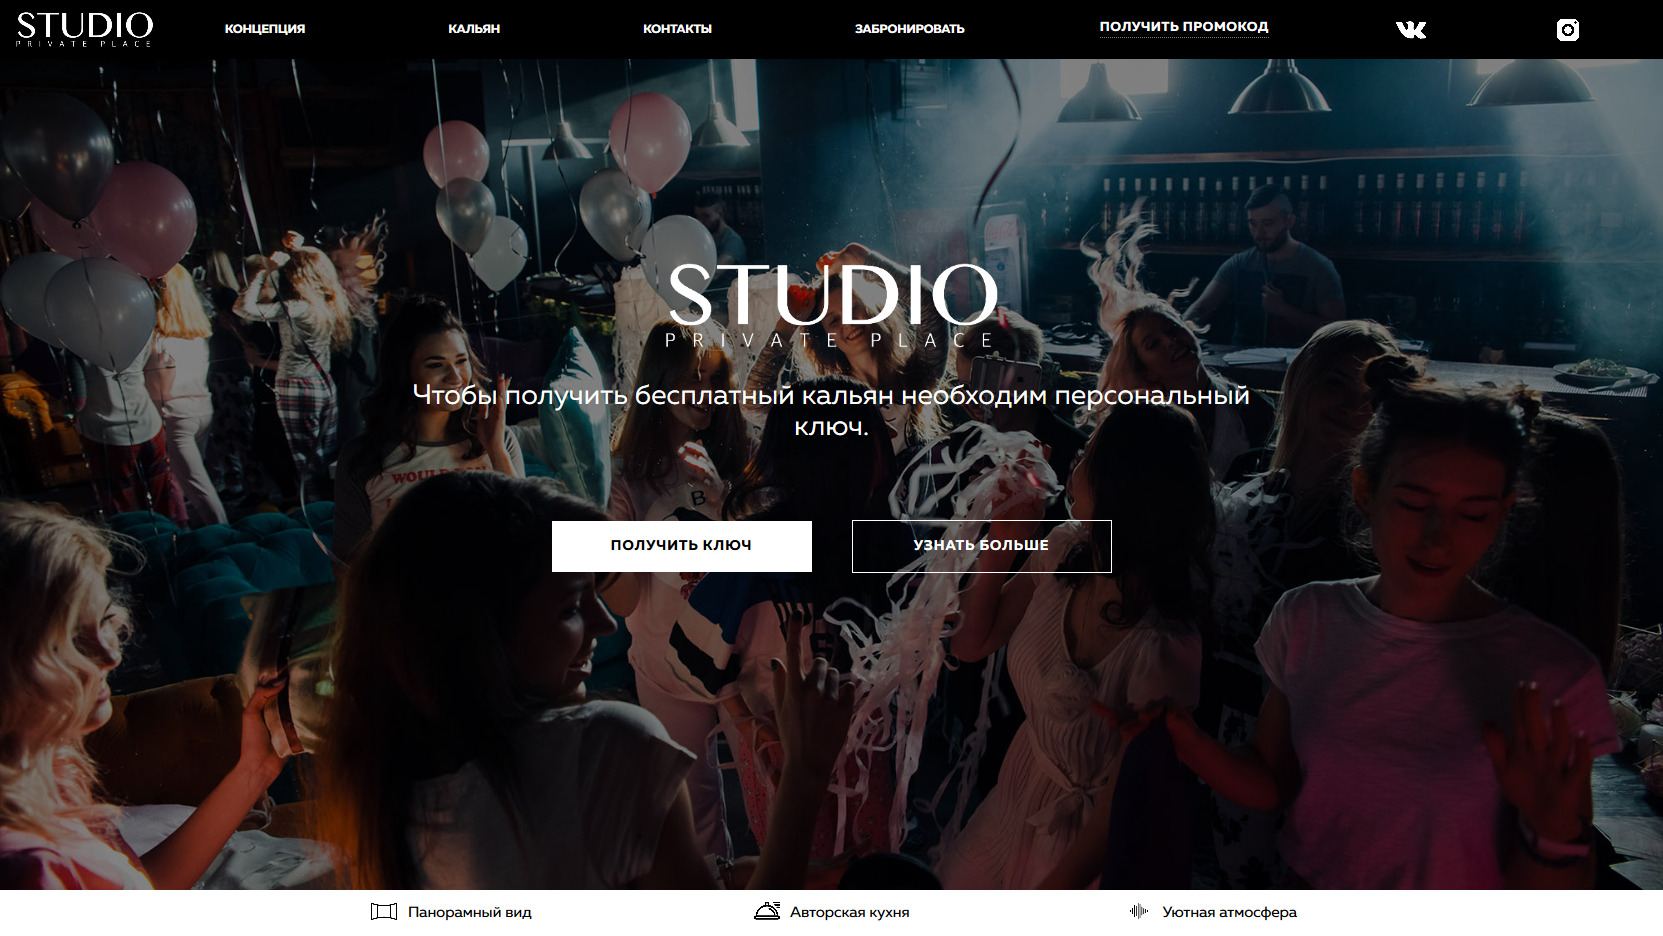 STUDIO
PRIVATE PLACE
КОНЦЕПЦИЯ
КАЛЬЯН
КОНТАКТЫ
ЗАБРОНИРОВАТЬ
ПОЛУЧИТЬ ПРОМОКОД
STUDIO
PRIVATE PLACE
Чтобы получить бесплатный кальян необходим персональный
ключ.
ПОЛУЧИТЬ КЛЮЧ
УЗНАТЬ БОЛЬШЕ
B
Панорамный вид
Авторская кухня
Уютная атмосфера